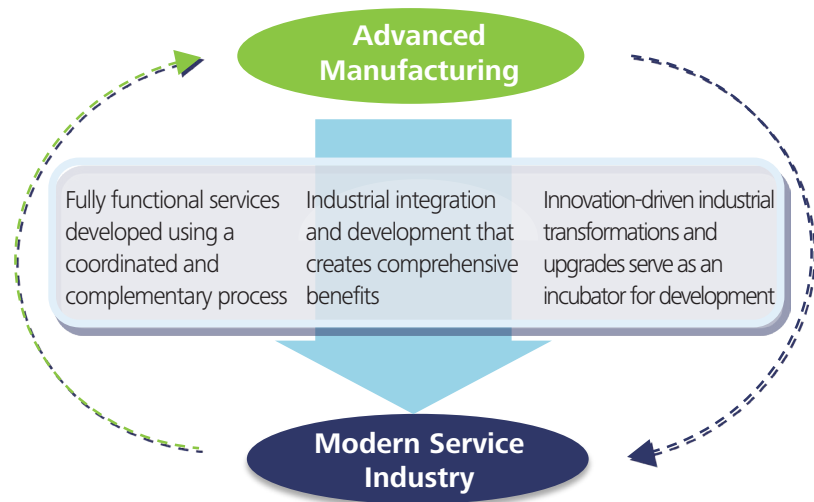 Advanced
Manufacturing
Fully functional services
developed using a
coordinated and
complementary process
Industrial integration
and development that
creates comprehensive
benefits
Innovation-driven industrial
transformations and
upgrades serve as an
incubator for development
Modern Service
Industry